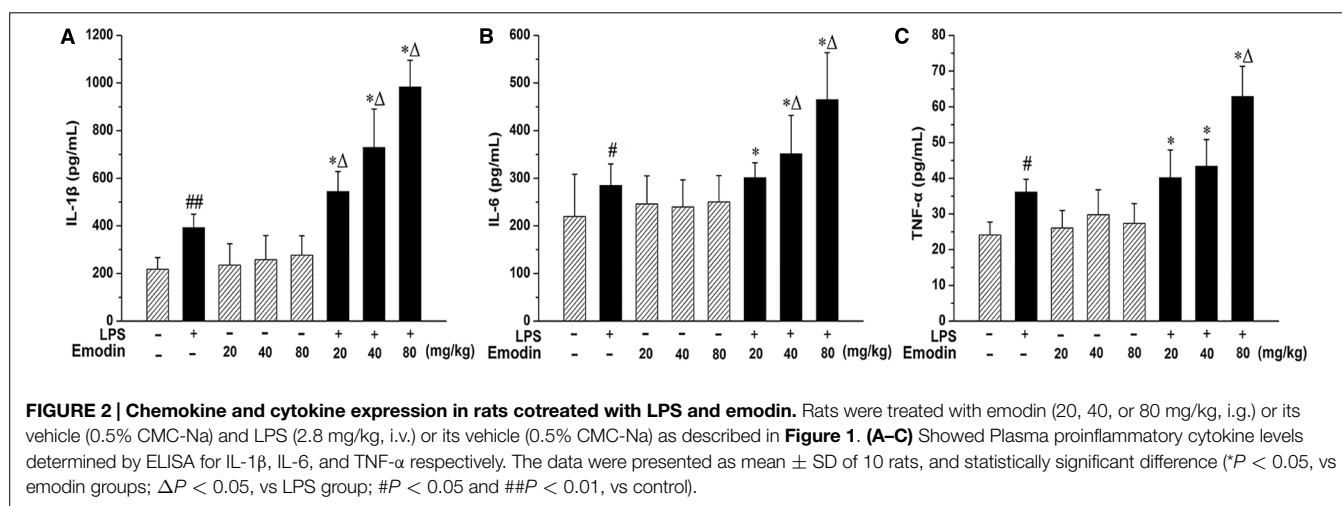 A
B
C
1200
1000
800
600
400
200
0
IL-1β (pg/mL)
##
*Δ
*Δ
*Δ
LPS – + – – – + + +
Emodin – – 20 40 80 20 40 80 (mg/kg)
600
500
400
300
200
100
0
IL-6 (pg/mL)
#
*
*Δ
*Δ
– + – – – + + +
– – 20 40 80 20 40 80 (mg/kg)
80
70
60
50
40
30
20
10
0
TNF-α (pg/mL)
#
*
*
*Δ
LPS – + – – – + + +
Emodin – – 20 40 80 20 40 80 (mg/kg)
FIGURE 2 | Chemokine and cytokine expression in rats cotreated with LPS and emodin. Rats were treated with emodin (20, 40, or 80 mg/kg, i.g.) or its
vehicle (0.5% CMC-Na) and LPS (2.8 mg/kg, i.v.) or its vehicle (0.5% CMC-Na) as described in Figure 1. (A–C) Showed Plasma proinflammatory cytokine levels
determined by ELISA for IL-1β, IL-6, and TNF-α respectively. The data were presented as mean ± SD of 10 rats, and statistically significant difference (*P < 0.05, vs
emodin groups; ΔP < 0.05, vs LPS group; #P < 0.05 and ##P < 0.01, vs control).